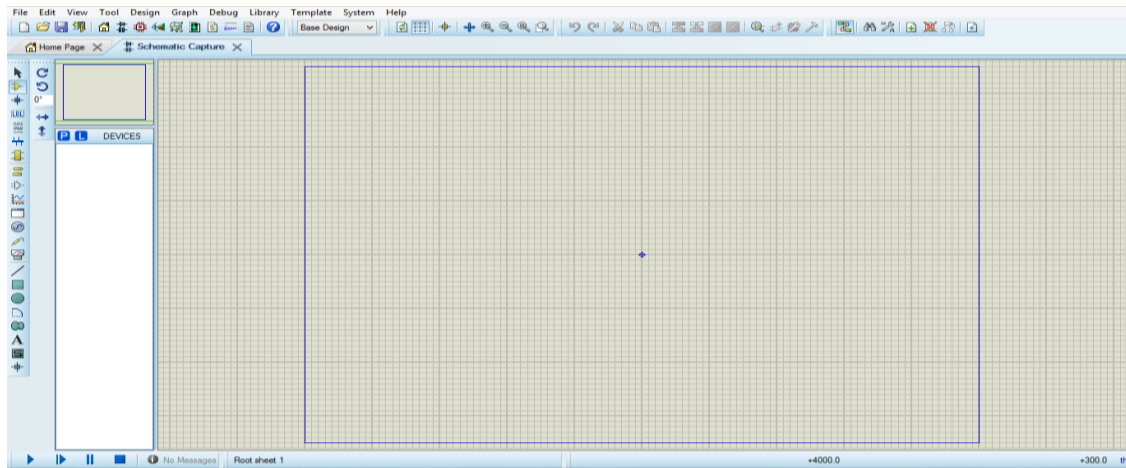 File Edit View Tool Design Graph Debug Library Template System Help
Base Design
Home Page Schematic Capture
0°
P L DEVICES
No Messages Root sheet 1 +4000.0 +300.0 th